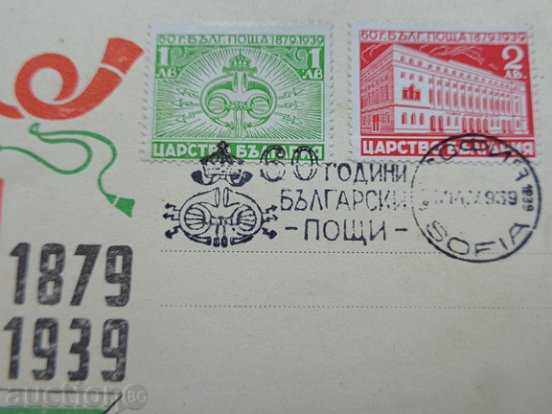 60 г. БЪЛГ. ПОЩА 1879-1939
1 ЛВ 1 ЛВ
ЦАРСТВО БЪЛГАРИЯ
60 г. БЪЛГ. ПОЩА 1879-1939
2 ЛВ.
ЦАРСТВО БЪЛГАРИЯ
60 ГОДИНИ
БЪЛГАРСКИ
- ПОЩИ -
1939
SOFIA
1879
1939
auction.BG